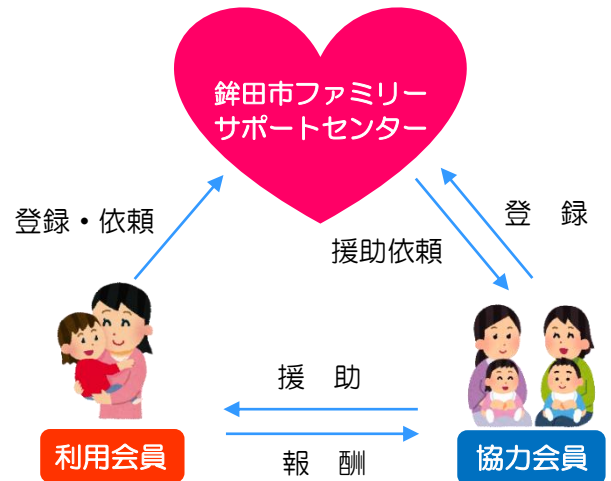 鉾田市ファミリー
サポートセンター
登録・依頼
登　録
援助依頼
援　助
報　酬
利用会員
協力会員